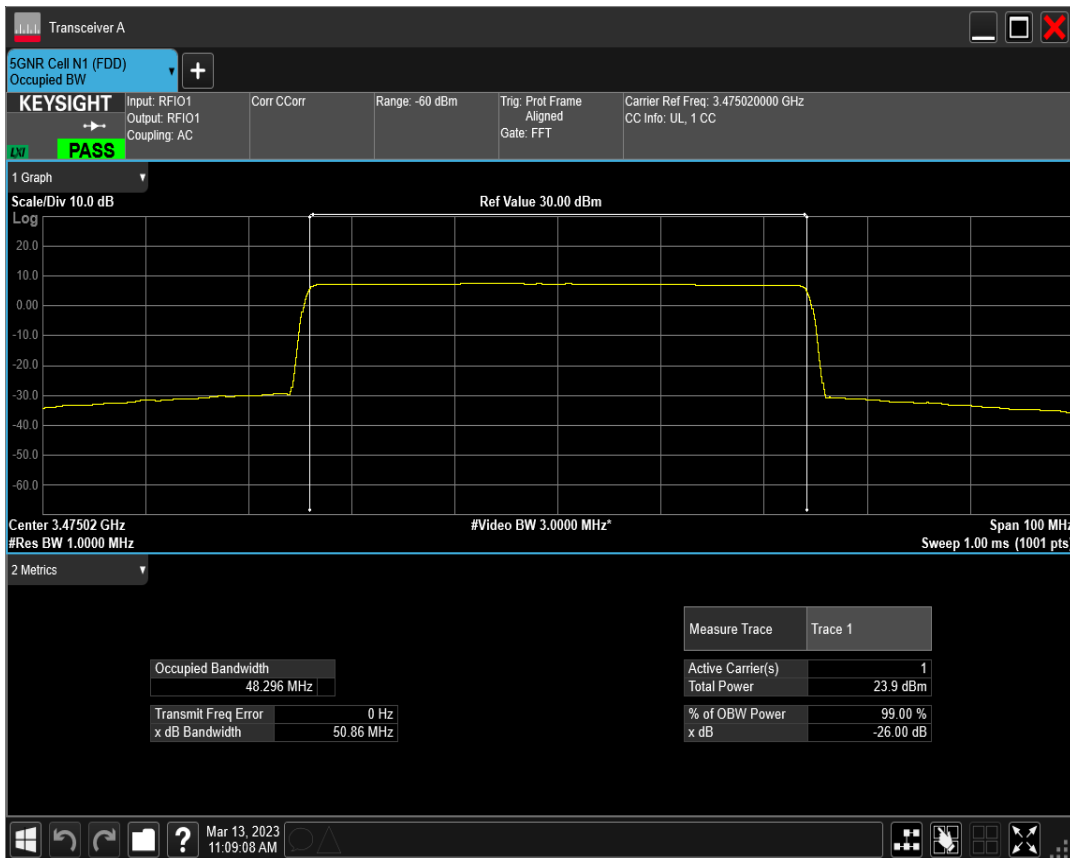 Transceiver A
5GNR Cell N1 (FDD)
Occupied BW
+
KEYSIGHT
LXI
PASS
Input: RFIO1
Output: RFIO1
Coupling: AC
Corr CCorr
Range: -60 dBm
Trig: Prot Frame
Aligned
Gate: FFT
Carrier Ref Freq: 3.475020000 GHz
CC Info: UL, 1 CC
1 Graph
Scale/Div 10.0 dB
Ref Value 30.00 dBm
Log
20.0
10.0
0.00
-10.0
-20.0
-30.0
-40.0
-50.0
-60.0
Center 3.47502 GHz
#Video BW 3.0000 MHz*
Span 100 MHz
#Res BW 1.0000 MHz
Sweep 1.00 ms (1001 pts)
2 Metrics
Measure Trace Trace 1
Occupied Bandwidth
48.296 MHz
Active Carrier(s) 1
Total Power 23.9 dBm
Transmit Freq Error 0 Hz
x dB Bandwidth 50.86 MHz
% of OBW Power 99.00 %
x dB -26.00 dB
?
Mar 13, 2023
11:09:08 AM